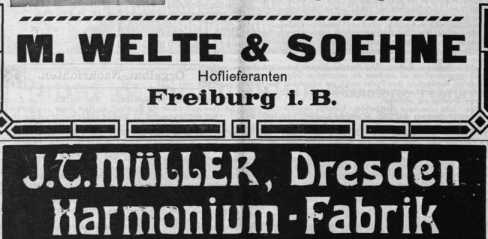 M. WELTE & SOEHNE
Hoflieferanten
Freiburg i. B.
J.T. MÜLLER, Dresden
Harmonium - Fabrik